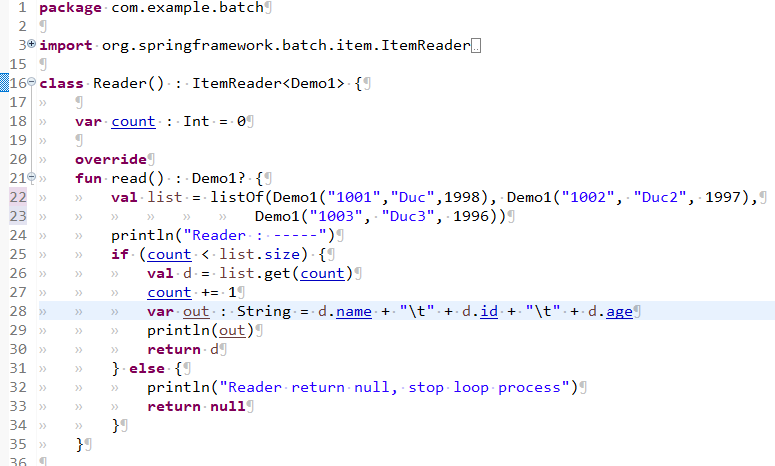 1 package com.example.batch¶
2 ¶
3 import org.springframework.batch.item.ItemReader
15 ¶
16 class Reader() : ItemReader<Demo1> {¶
17 » ¶
18 » var count : Int = 0¶
19 » ¶
20 » override¶
21 » fun read() : Demo1? {¶
22 » » val list = listOf(Demo1("1001","Duc",1998), Demo1("1002", "Duc2", 1997),¶
23 » » » » » » Demo1("1003", "Duc3", 1996))¶
24 » » println("Reader : -----")¶
25 » » if (count < list.size) {¶
26 » » » val d = list.get(count)¶
27 » » » count += 1¶
28 » » » var out : String = d.name + "\t" + d.id + "\t" + d.age¶
29 » » » println(out)¶
30 » » » return d¶
31 » » } else {¶
32 » » » println("Reader return null, stop loop process")¶
33 » » » return null¶
34 » » }¶
35 » }¶
36 ¶